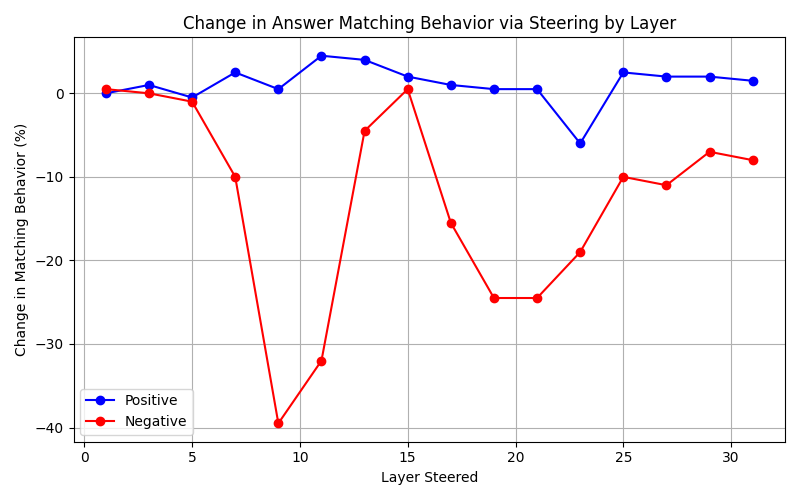 Change in Answer Matching Behavior via Steering by Layer
Change in Matching Behavior (%)
0
−10
−20
−30
−40
Positive
Negative
0 5 10 15 20 25 30
Layer Steered